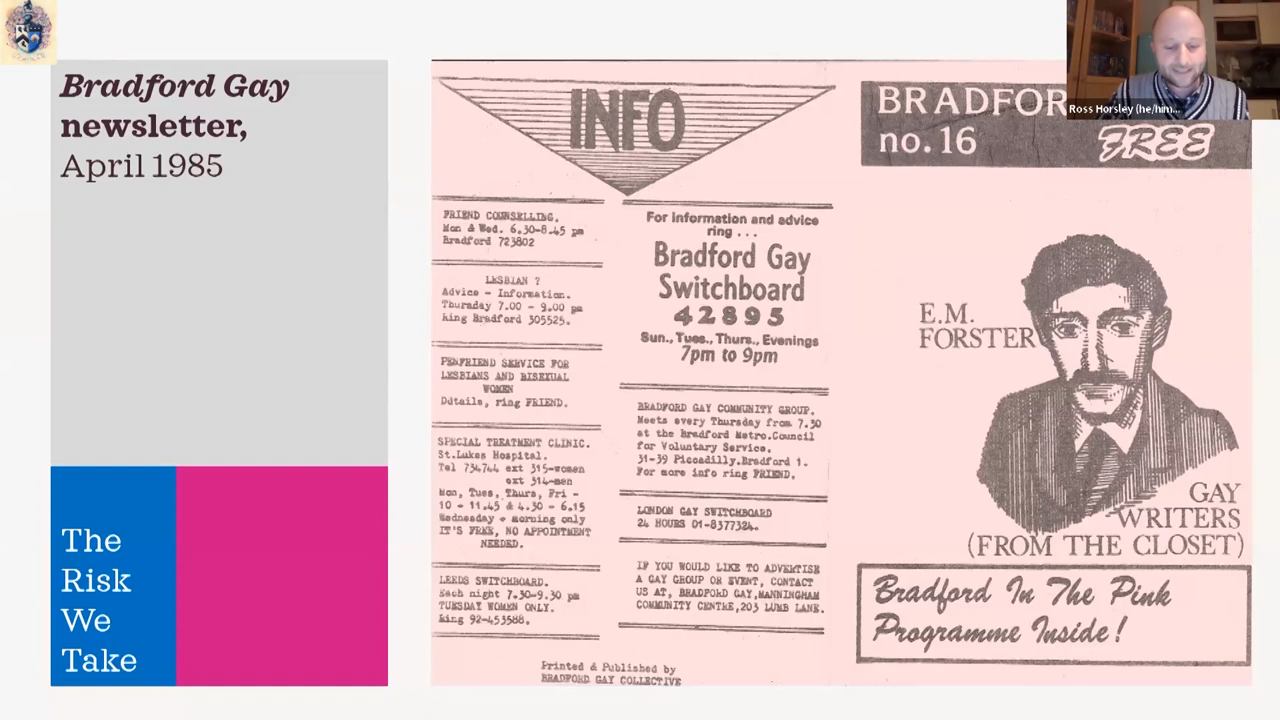 Bradford Gay
newsletter,
April 1985
The
Risk
We
Take
INFO
FRIEND COUNSELLING.
Mon & Wed. 6.30-8.45 pm
Bradford 723802
LESBIAN ?
Advice - Information.
Thursday 7.00 - 9.00 pm
Ring Bradford 305525.
PENFRIEND SERVICE FOR
LESBIANS AND BISEXUAL
WOMEN
Ddtails, ring FRIEND.
SPECIAL TREATMENT CLINIC.
St.Lukes Hospital.
Tel 734744 ext 315-women
ext 314-men
Mon, Tues, Thurs, Fri -
10 - 11.45 & 4.30 - 6.15
Wednesday - morning only
IT'S FREE, NO APPOINTMENT
NEEDED.
LEEDS SWITCHBOARD.
Each night 7.30-9.30 pm
TUESDAY WOMEN ONLY.
Ring 92-453588.
For information and advice
ring . . .
Bradford Gay
Switchboard
42895
Sun., Tues., Thurs., Evenings
7pm to 9pm
BRADFORD GAY COMMUNITY GROUP.
Meets every Thursday from 7.30
at the Bradford Metro.Council
for Voluntary Service,
31-39 Piccadilly.Bradford 1.
For more info ring FRIEND.
LONDON GAY SWITCHBOARD
24 HOURS 01-8377324.
IF YOU WOULD LIKE TO ADVERTISE
A GAY GROUP OR EVENT, CONTACT
US AT, BRADFORD GAY,MANNINGHAM
COMMUNITY CENTRE,203 LUMB LANE.
Printed & Published by
BRADFORD GAY COLLECTIVE
BRADFOR
no. 16 FREE
E.M.
FORSTER
GAY
WRITERS
(FROM THE CLOSET)
Bradford In The Pink
Programme Inside!
Ross Horsley (he/him...